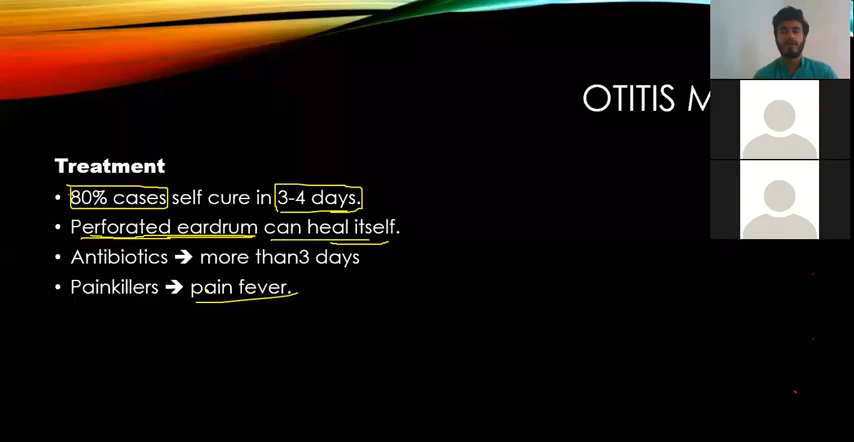 OTITIS M
Treatment
• 80% cases self cure in 3-4 days.
• Perforated eardrum can heal itself.
• Antibiotics ➔ more than3 days
• Painkillers ➔ pain fever.